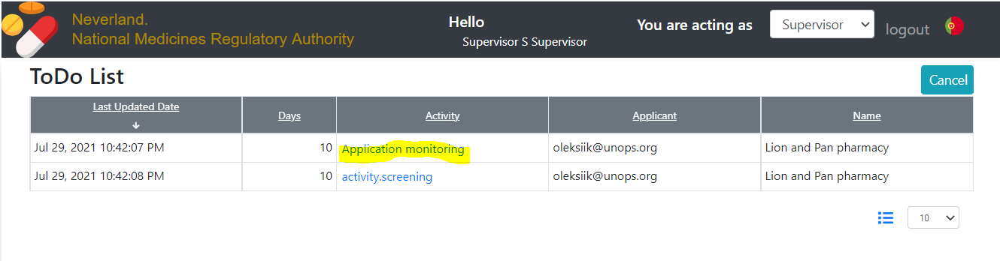 Neverland.
National Medicines Regulatory Authority
Hello
Supervisor S Supervisor
You are acting as
Supervisor
logout
ToDo List
Cancel
Last Updated Date Days Activity Applicant Name
Jul 29, 2021 10:42:07 PM 10 Application monitoring oleksiik@unops.org Lion and Pan pharmacy
Jul 29, 2021 10:42:08 PM 10 activity.screening oleksiik@unops.org Lion and Pan pharmacy
10